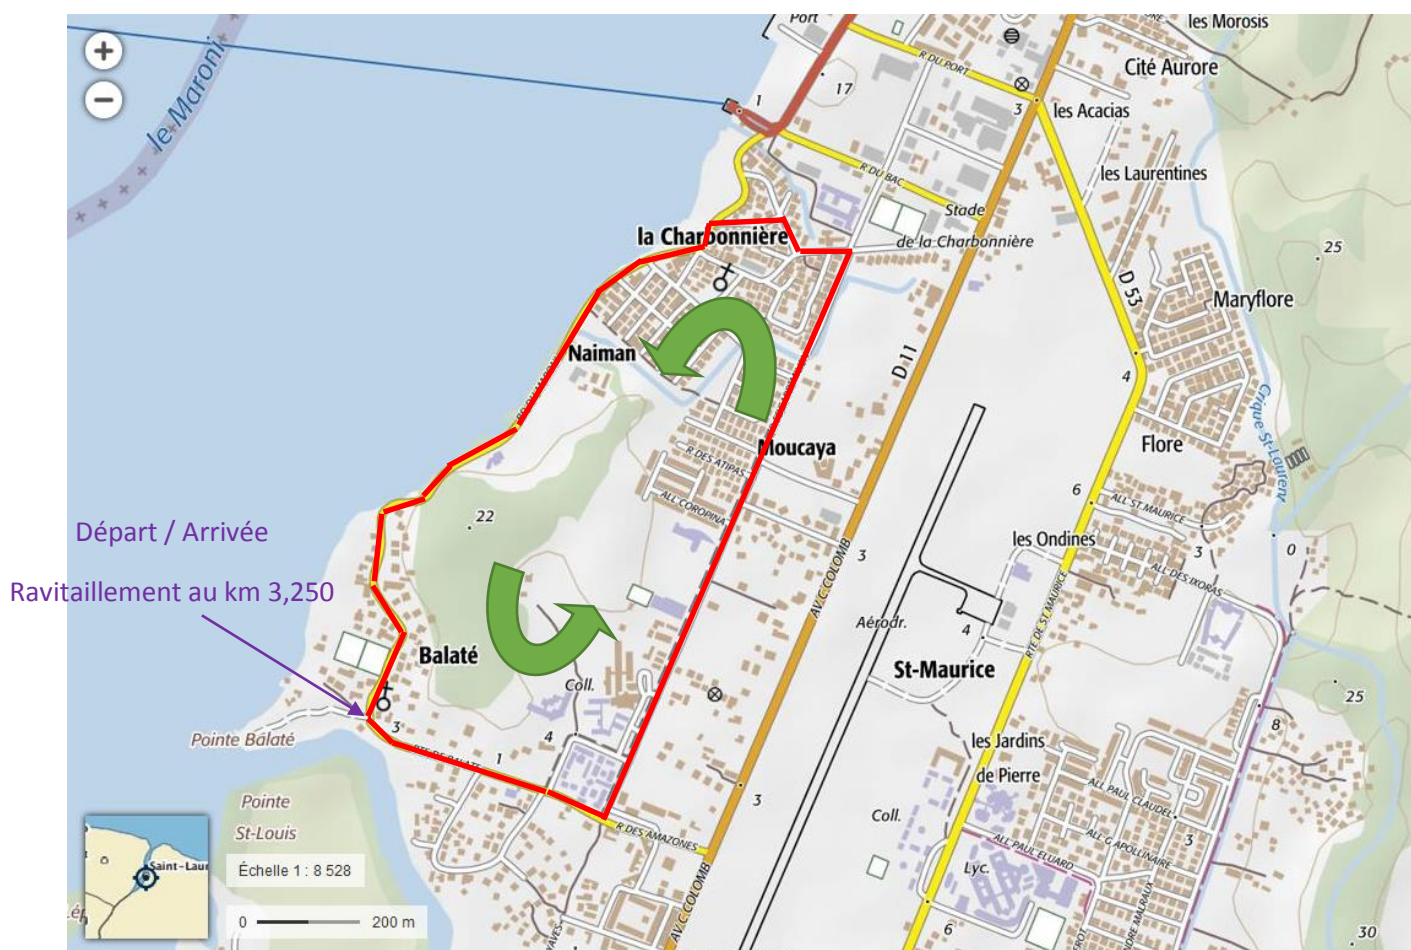 Port
les Morosis
+
le Maroni
R DU PORT
Cité Aurore
17
1
3
les Acacias
−
R DU BAC
les Laurentines
Stade
de la Charbonnière
la Charbonnière
25
D 53
Maryflore
Naiman
D 11
4
Crique St-Laurent
Moucaya
Flore
R DES ATIPAS
ALL COROPINA
6
ALL ST-MAURICE
22
Départ / Arrivée
3
les Ondines
3
0
AV. C. COLOMB
ALL DES IXORAS
Ravitaillement au km 3,250
RTE DE ST-MAURICE
Aérodr.
4
Balaté
St-Maurice
Coll.
25
8
3
Pointe Balaté
4
les Jardins
de Pierre
RTE DE BALATE
1
3
ALL PAUL CLAUDEL
Pointe
St-Louis
Coll.
R DES AMAZONES
ALL G APOLLINAIRE
3
ALL PAUL ELUARD
Saint-Laur
Échelle 1 : 8 528
Lyc.
AV. C. COLOMB
0 200 m
6
30